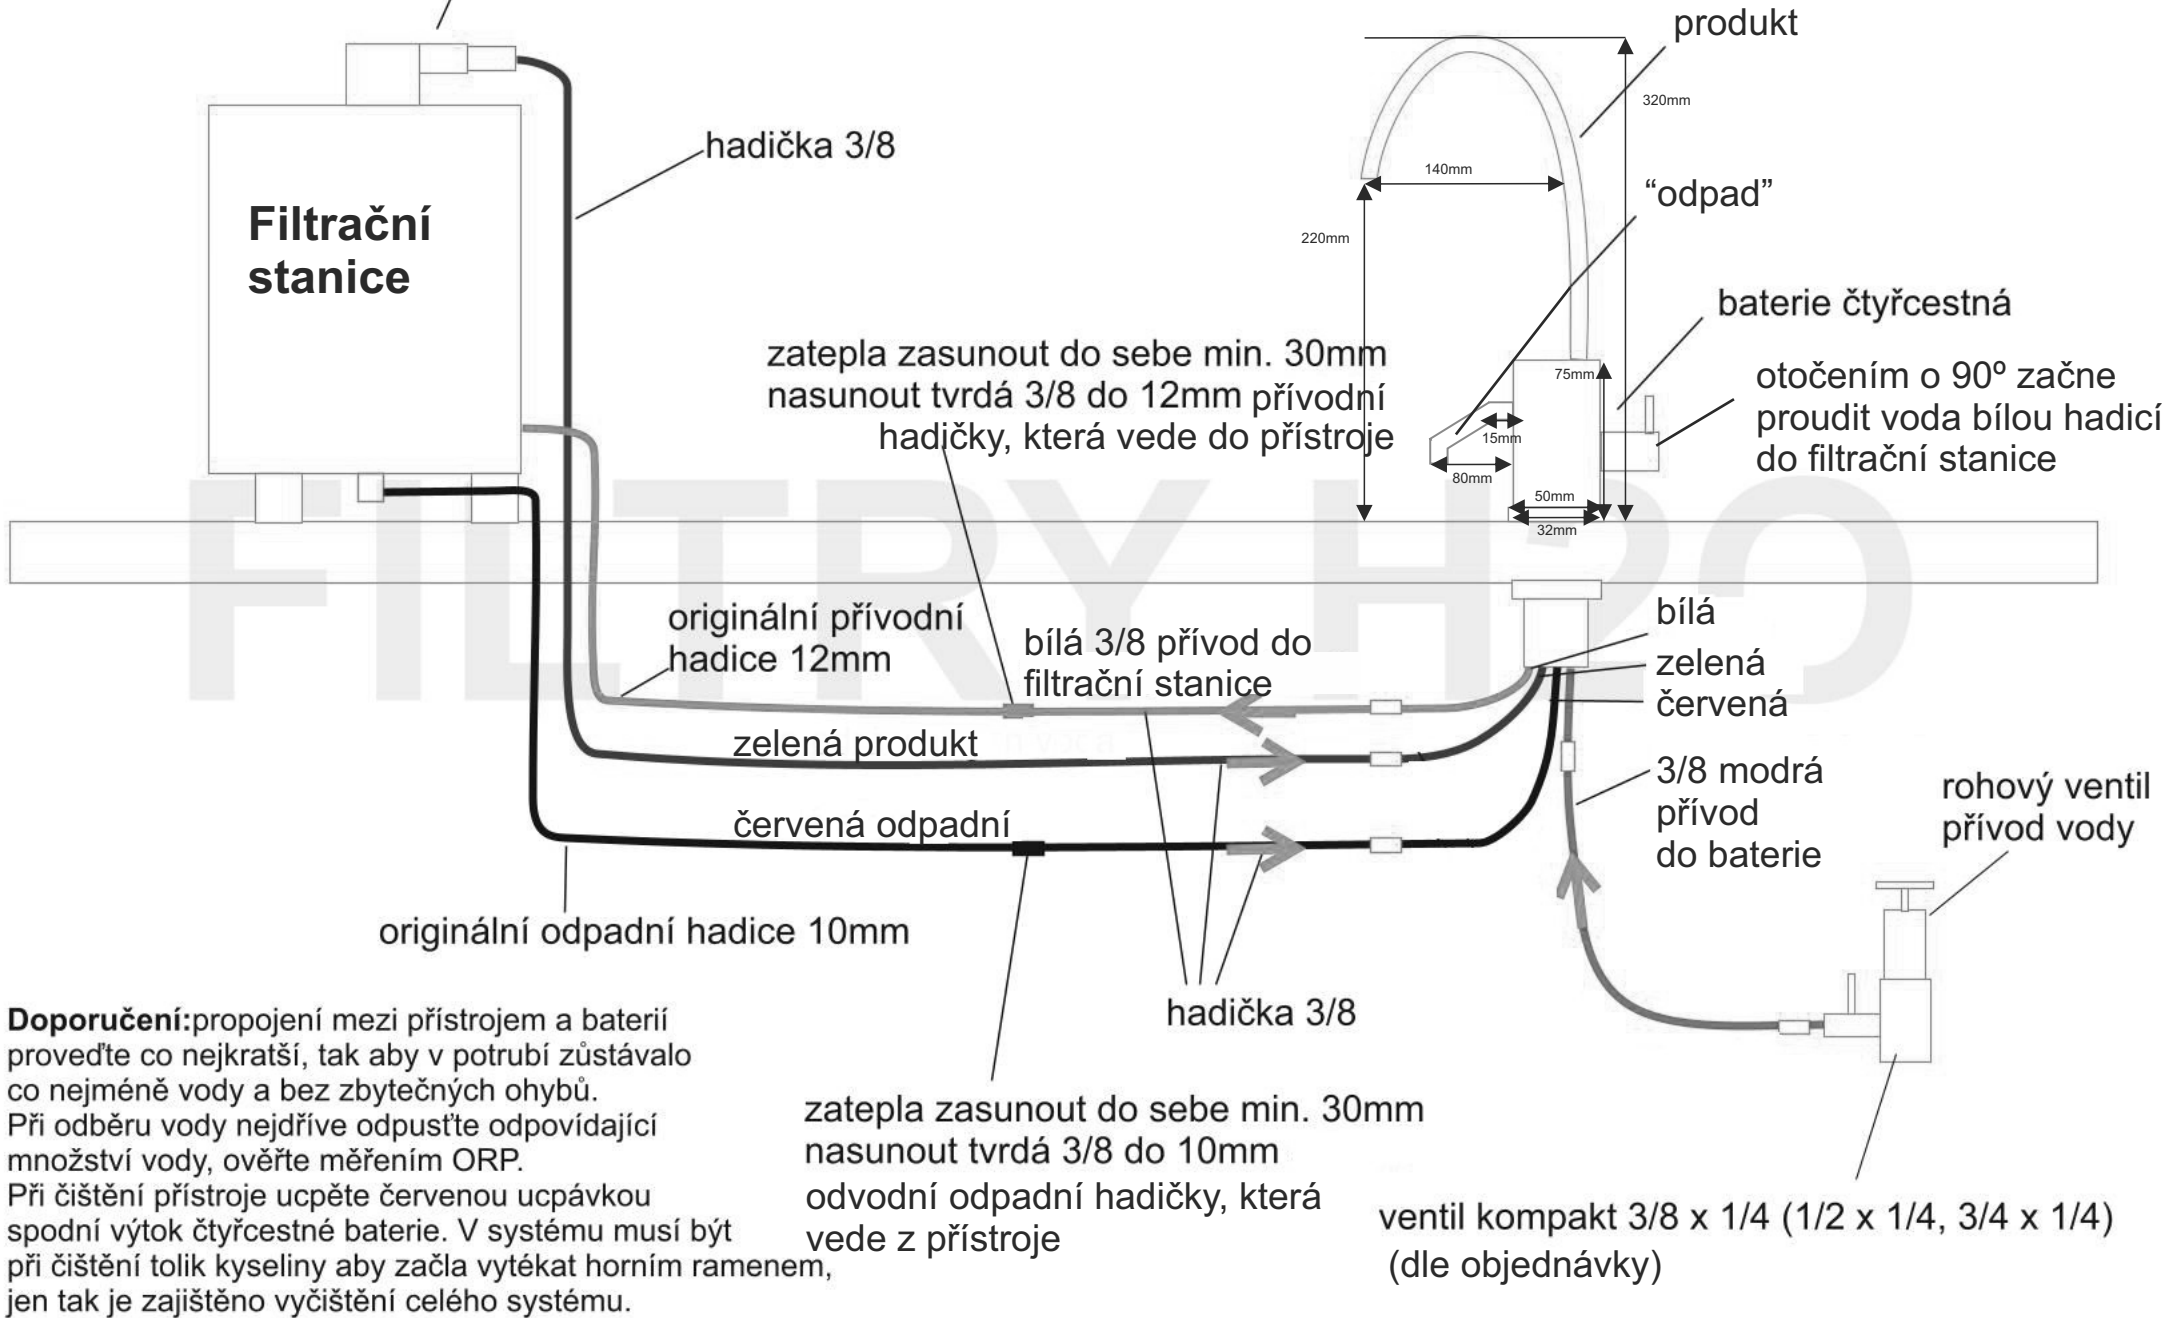 produkt
320mm
hadička 3/8
140mm
“odpad”
Filtrační
stanice
220mm
baterie čtyřcestná
zatepla zasunout do sebe min. 30mm
nasunout tvrdá 3/8 do 12mm přívodní
hadičky, která vede do přístroje
75mm
otočením o 90º začne
proudit voda bílou hadicí
do filtrační stanice
15mm
80mm
50mm
32mm
FILTRY H2O
originální přívodní
hadice 12mm
bílá 3/8 přívod do
filtrační stanice
bílá
zelená
červená
zelená produkt
3/8 modrá
přívod
do baterie
rohový ventil
přívod vody
červená odpadní
originální odpadní hadice 10mm
hadička 3/8
Doporučení:propojení mezi přístrojem a baterií
proveďte co nejkratší, tak aby v potrubí zůstávalo
co nejméně vody a bez zbytečných ohybů.
Při odběru vody nejdříve odpusťte odpovídající
množství vody, ověřte měřením ORP.
Při čištění přístroje ucpěte červenou ucpávkou
spodní výtok čtyřcestné baterie. V systému musí být
při čištění tolik kyseliny aby začla vytékat horním ramenem,
jen tak je zajištěno vyčištění celého systému.
zatepla zasunout do sebe min. 30mm
nasunout tvrdá 3/8 do 10mm
odvodní odpadní hadičky, která
vede z přístroje
ventil kompakt 3/8 x 1/4 (1/2 x 1/4, 3/4 x 1/4)
(dle objednávky)